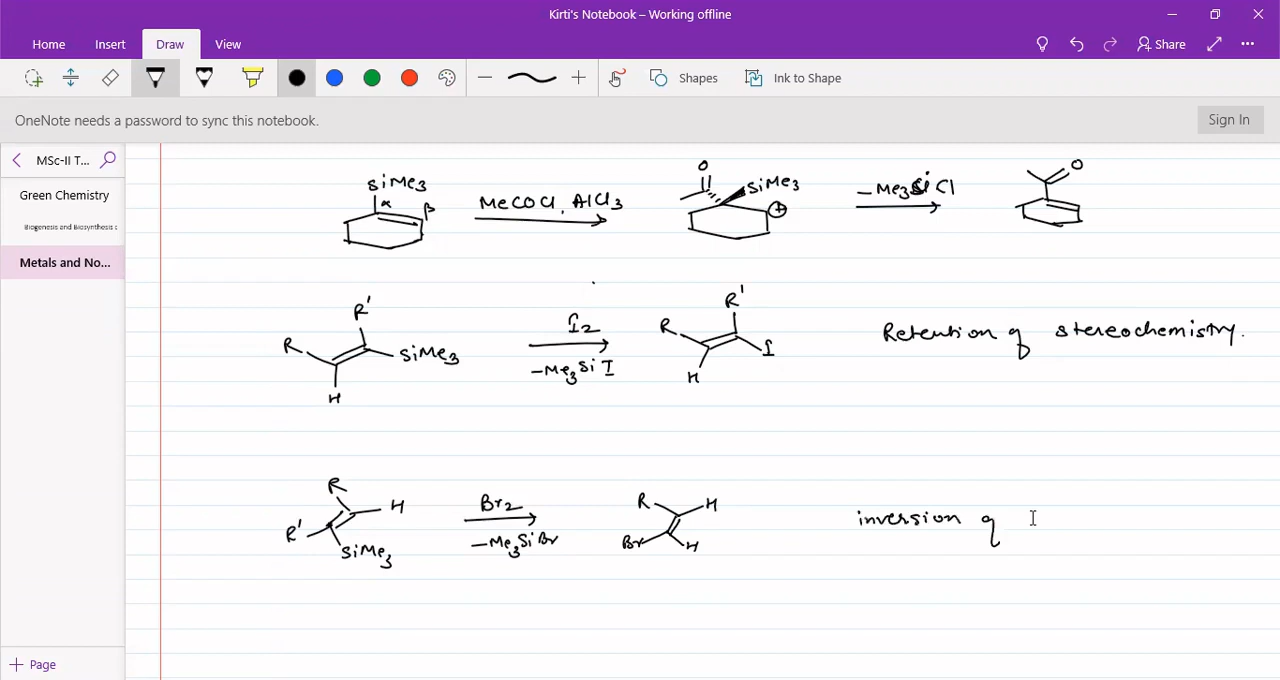 Kirti's Notebook – Working offline
Home Insert Draw View
Share
Shapes Ink to Shape
OneNote needs a password to sync this notebook.
Sign In
MSc-II T...
Green Chemistry
Biogenesis and Biosynthesis
Metals and No...
Page
SiMe3
α
β
MeCOCl, AlCl3
O
SiMe3
+
−Me3SiCl
O
R'
R
SiMe3
H
I2
−Me3SiI
R'
R
I
H
Retention of stereochemistry.
R
H
R'
SiMe3
Br2
−Me3SiBr
R
H
Br
H
inversion of